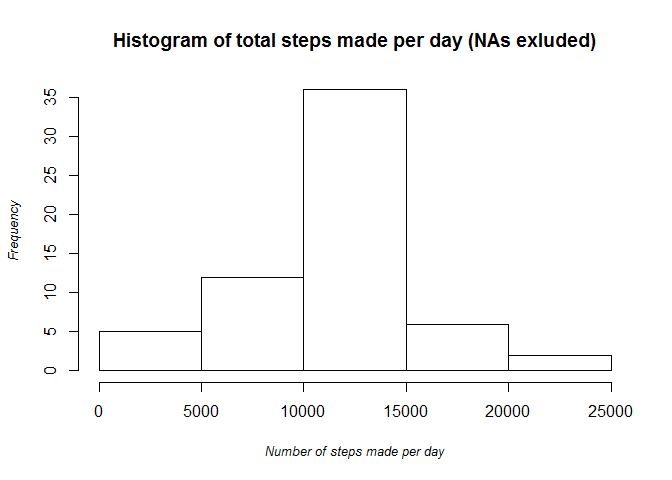 Histogram of total steps made per day (NAs exluded)
35
30
25
20
15
10
5
0
Frequency
0 5000 10000 15000 20000 25000
Number of steps made per day